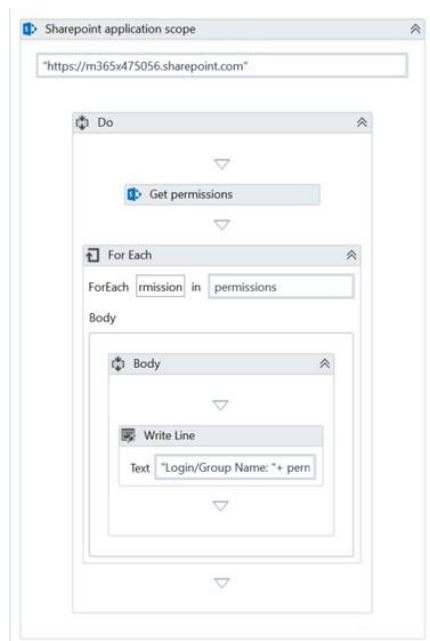 Sharepoint application scope
"https://m365x475056.sharepoint.com"
Do
Get permissions
For Each
ForEach rmission in permissions
Body
Body
Write Line
Text "Login/Group Name: "+ pern